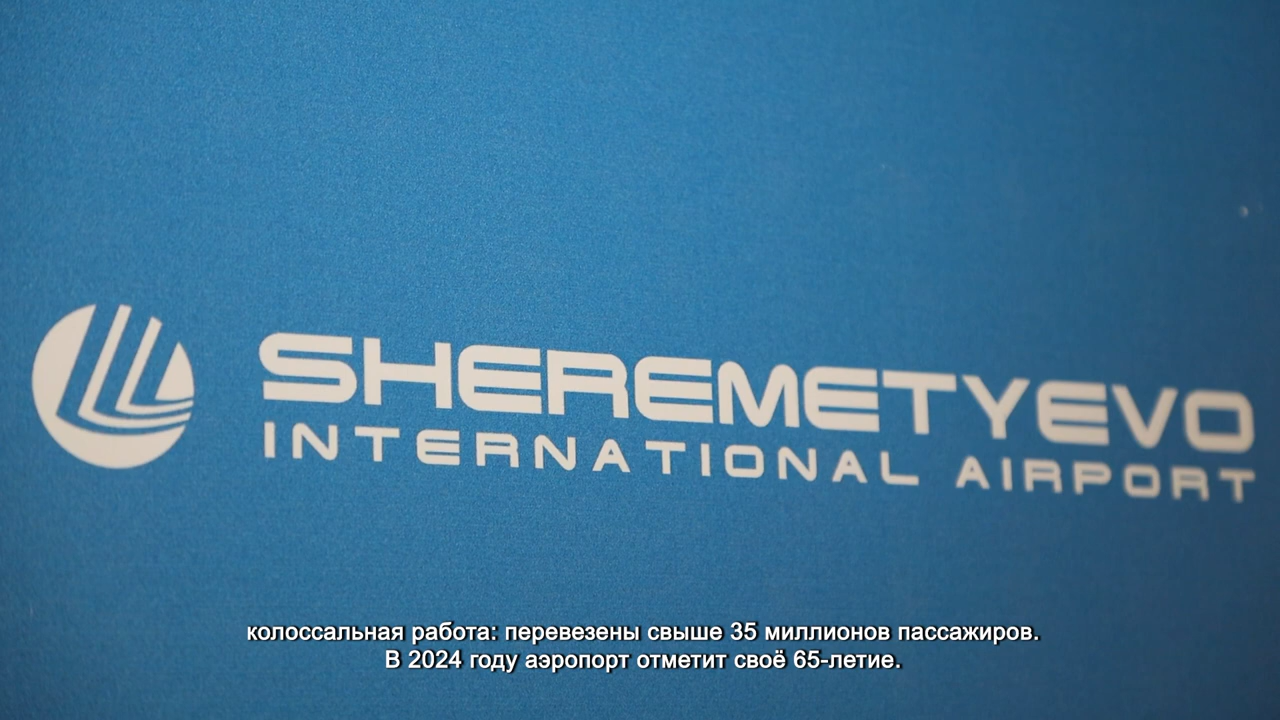 SHEREMETYEVO
INTERNATIONAL AIRPORT
колоссальная работа: перевезены свыше 35 миллионов пассажиров.
В 2024 году аэропорт отметит своё 65-летие.